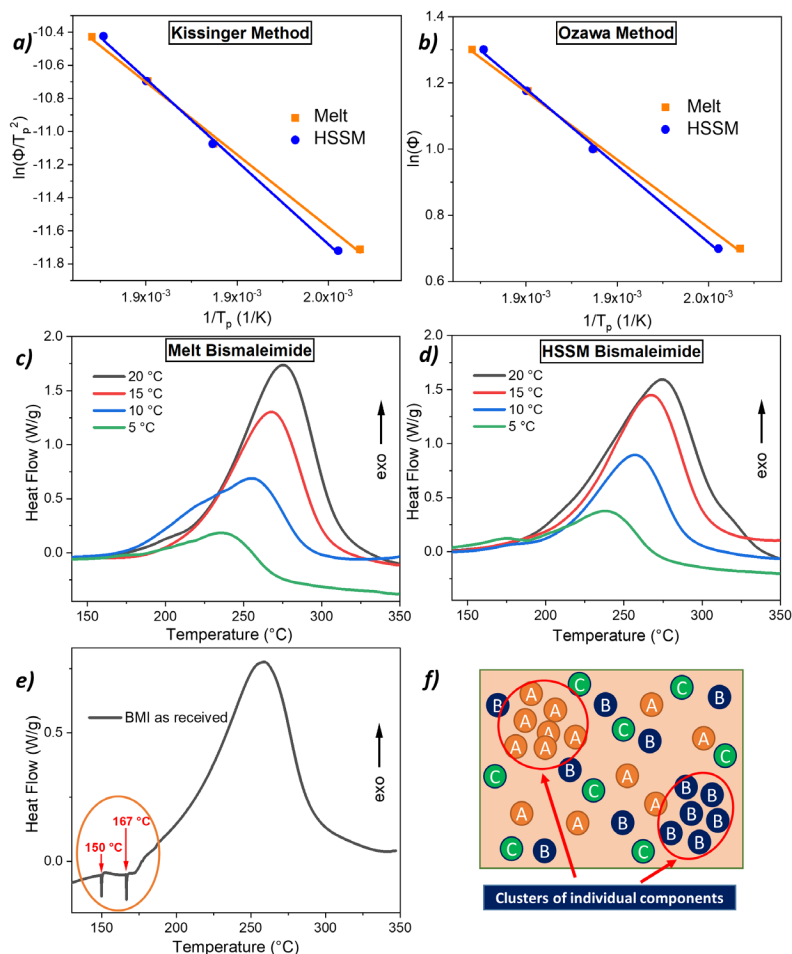 a)
Kissinger Method
-10.4
-10.6
-10.8
-11.0
-11.2
-11.4
-11.6
-11.8
ln(Φ/Tp²)
Melt
HSSM
1.9x10⁻³
1.9x10⁻³
2.0x10⁻³
1/Tp (1/K)
b)
Ozawa Method
1.4
1.2
1.0
0.8
0.6
ln(Φ)
Melt
HSSM
1.9x10⁻³
1.9x10⁻³
2.0x10⁻³
1/Tp (1/K)
c)
Melt Bismaleimide
2.0
1.5
1.0
0.5
0.0
Heat Flow (W/g)
20 °C
15 °C
10 °C
5 °C
exo
150
200
250
300
350
Temperature (°C)
d)
HSSM Bismaleimide
2.0
1.5
1.0
0.5
0.0
Heat Flow (W/g)
20 °C
15 °C
10 °C
5 °C
exo
150
200
250
300
350
Temperature (°C)
e)
BMI as received
0.5
0.0
Heat Flow (W/g)
exo
167 °C
150 °C
150
200
250
300
350
Temperature (°C)
f)
A
C
C
B
A
B
A
B
A
A
C
A
A
B
A
A
A
C
C
B
A
B
B
C
A
B
B
A
A
B
B
B
C
B
C
B
Clusters of individual components